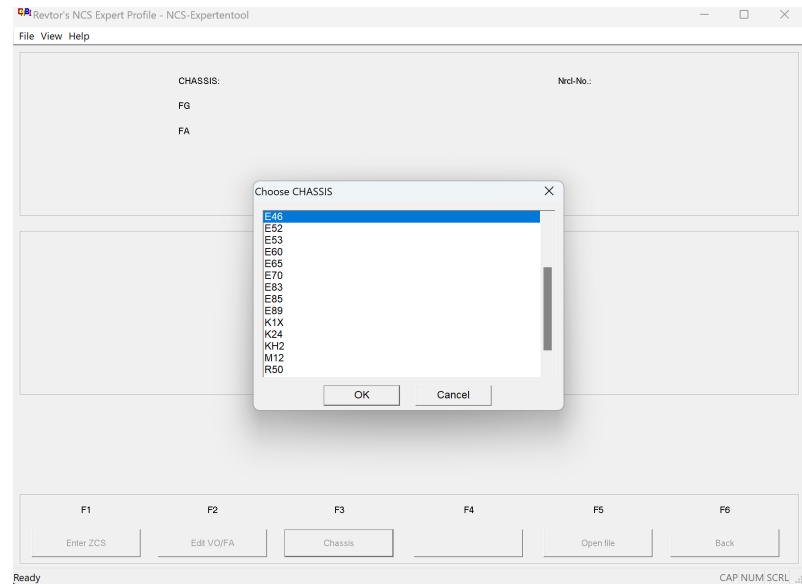 Revtor's NCS Expert Profile - NCS-Expertentool
File View Help
CHASSIS:
Nrcl-No.:
FG
FA
Choose CHASSIS
E46
E52
E53
E60
E65
E70
E83
E85
E89
K1X
K24
KH2
M12
R50
OK Cancel
F1 F2 F3 F4 F5 F6
Enter ZCS Edit VO/FA Chassis Open file Back
Ready CAP NUM SCRL